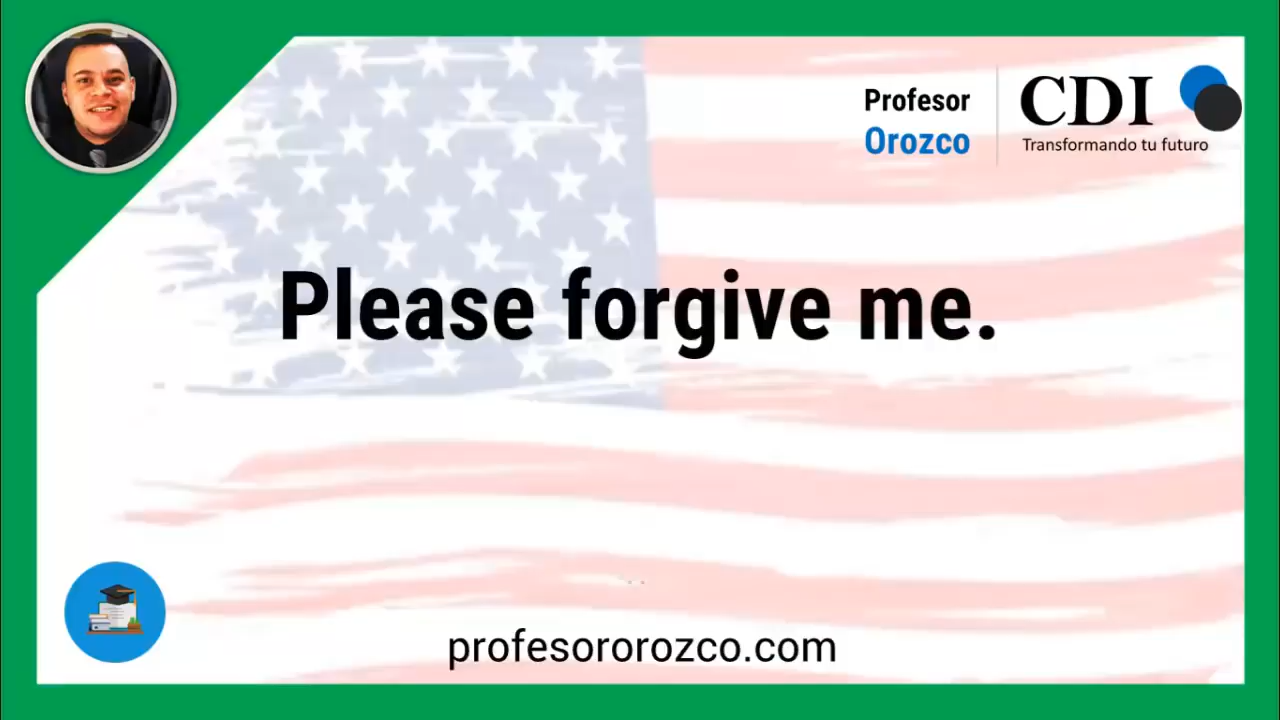 Profesor
Orozco
CDI
Transformando tu futuro
Please forgive me.
profesororozco.com